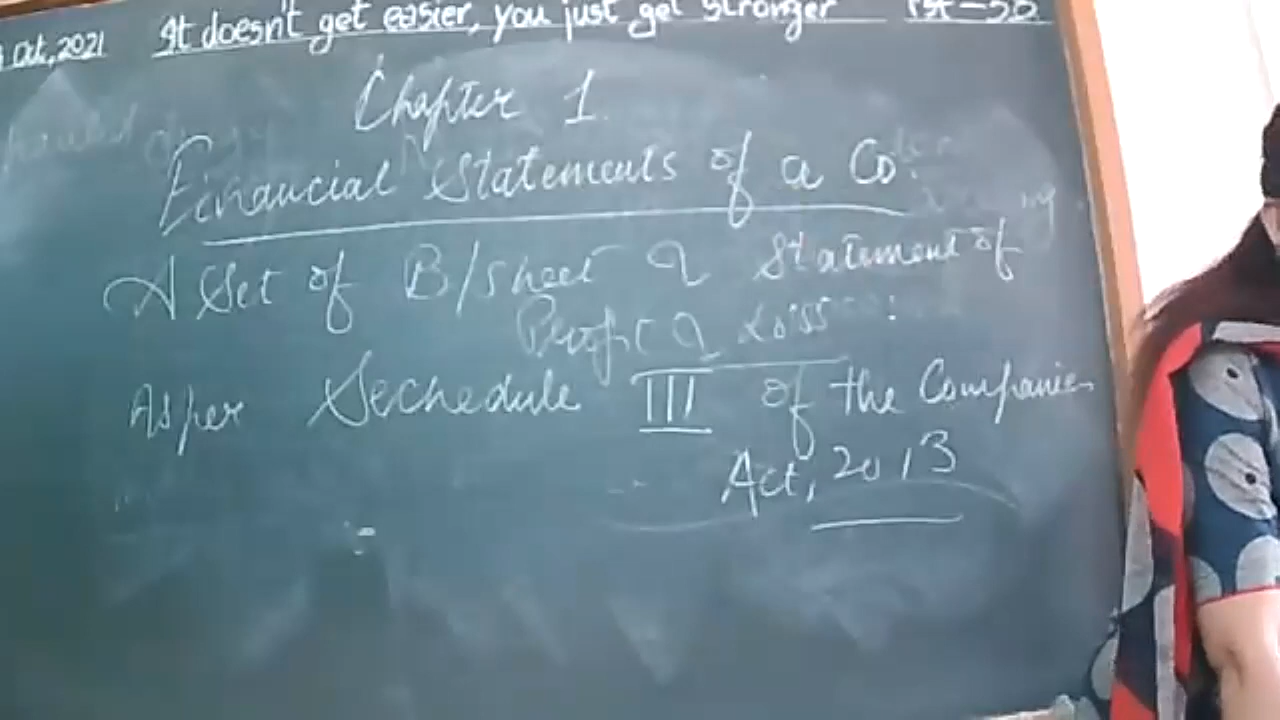 Oct, 2021 It doesn't get easier, you just get stronger
Chapter 1.
Financial Statements of a Co.
A Set of B/sheet & Statement of
Profit & Loss :
As per Sechedule III of the Companies
Act, 2013